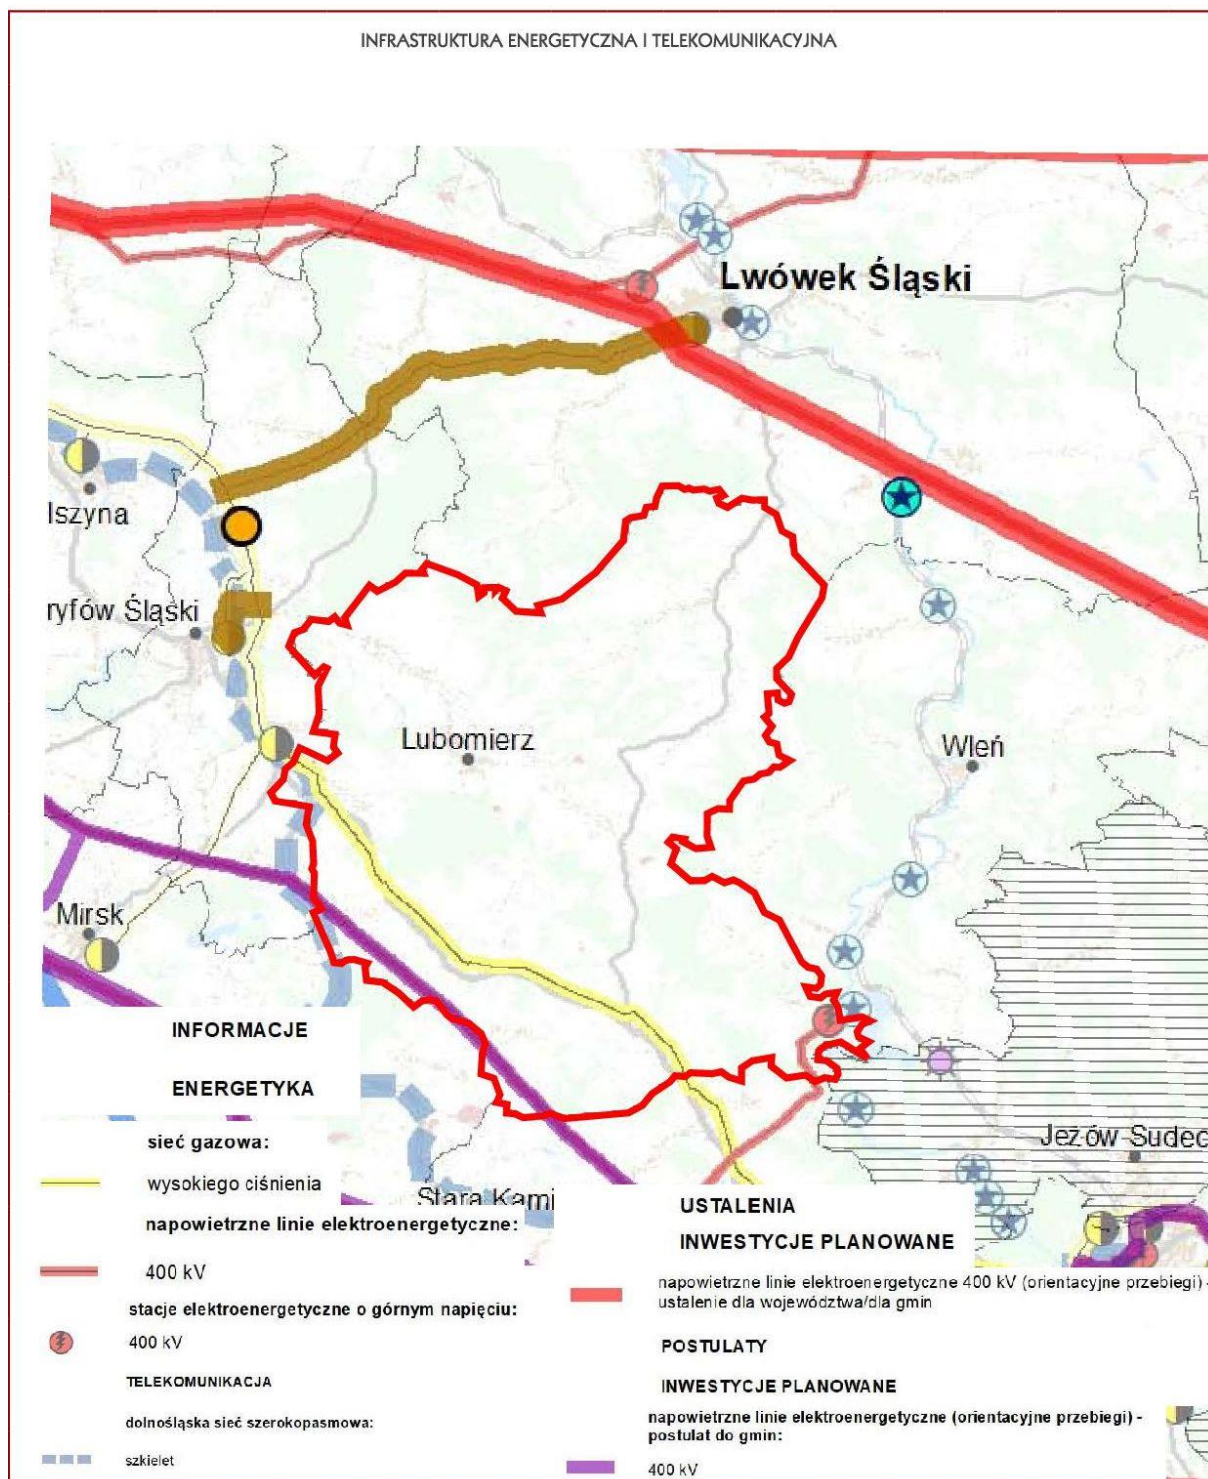 INFRASTRUKTURA ENERGETYCZNA I TELEKOMUNIKACYJNA
Lwówek Śląski
lszyna
ryfów Śląski
Lubomierz
Wleń
Mirsk
INFORMACJE
ENERGETYKA
Jeżów Sudec
sieć gazowa:
wysokiego ciśnienia
Stara Kami
napowietrzne linie elektroenergetyczne:
400 kV
stacje elektroenergetyczne o górnym napięciu:
400 kV
TELEKOMUNIKACJA
dolnośląska sieć szerokopasmowa:
szkielet
USTALENIA
INWESTYCJE PLANOWANE
napowietrzne linie elektroenergetyczne 400 kV (orientacyjne przebiegi) -
ustalenie dla województwa/dla gmin
POSTULATY
INWESTYCJE PLANOWANE
napowietrzne linie elektroenergetyczne (orientacyjne przebiegi) -
postulat do gmin:
400 kV